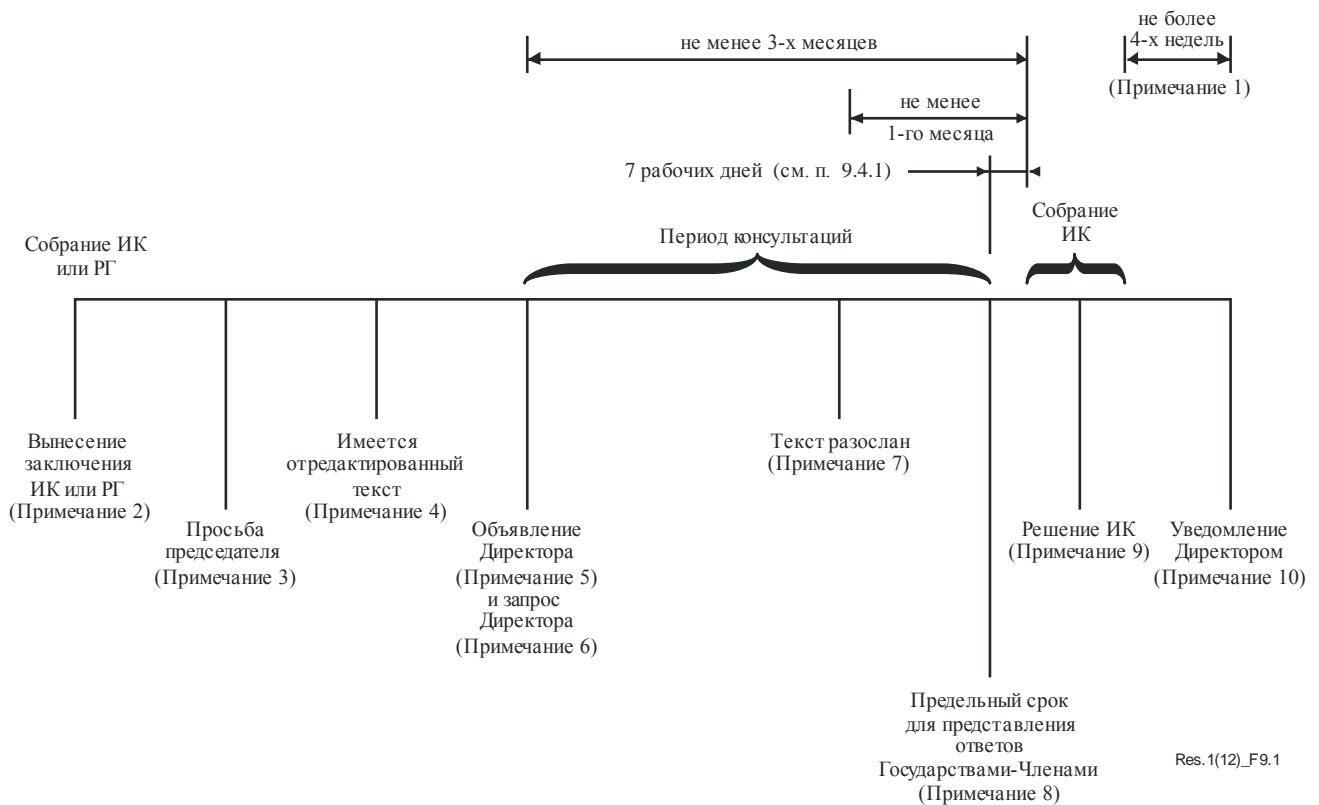 не более
4-х недель
(Примечание 1)
не менее 3-х месяцев
не менее
1-го месяца
7 рабочих дней (см. п. 9.4.1)
Собрание
ИК
Период консультаций
Собрание ИК
или РГ
Вынесение
заключения
ИК или РГ
(Примечание 2)
Просьба
председателя
(Примечание 3)
Имеется
отредактированный
текст
(Примечание 4)
Объявление
Директора
(Примечание 5)
и запрос
Директора
(Примечание 6)
Текст разослан
(Примечание 7)
Предельный срок
для представления
ответов
Государствами-Членами
(Примечание 8)
Решение ИК
(Примечание 9)
Уведомление
Директором
(Примечание 10)
Res.1(12)_F9.1